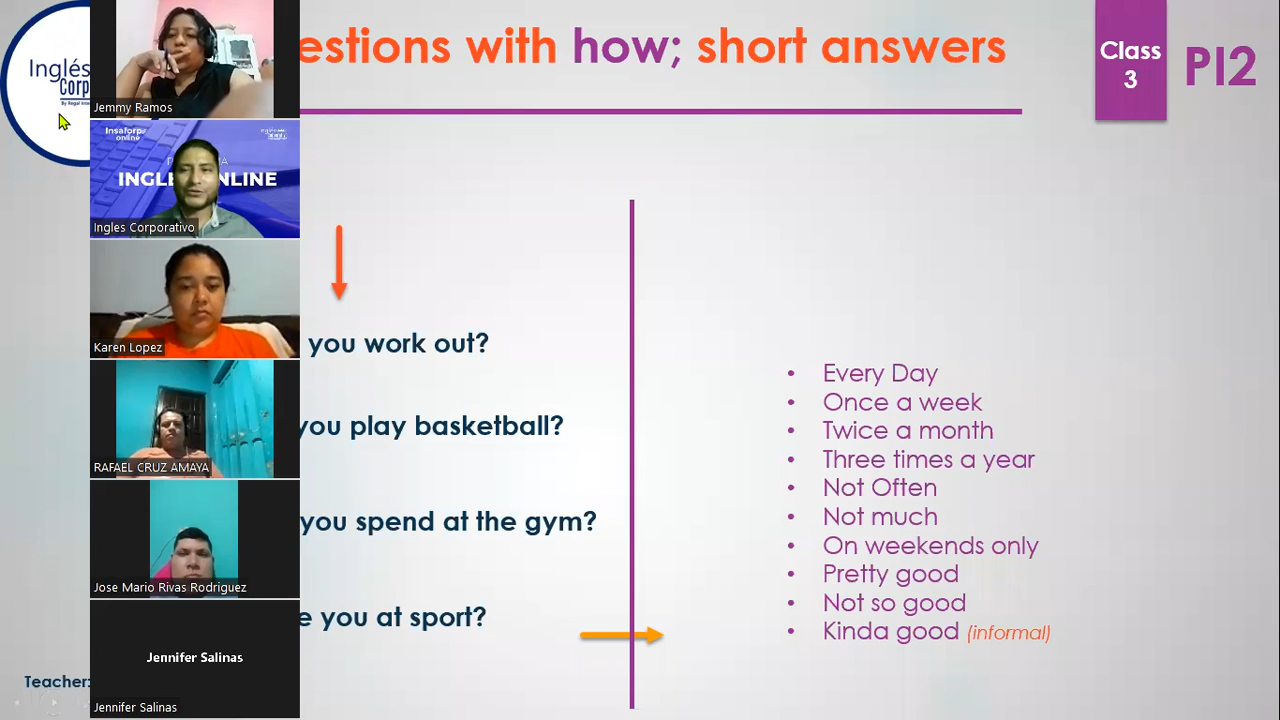 estions with how; short answers
Class
3
PI2
Inglés
Corp
Jemmy Ramos
Insaforp
online
INGLE
NLINE
Ingles Corporativo
Karen Lopez
RAFAEL CRUZ AMAYA
Jose Mario Rivas Rodriguez
Jennifer Salinas
Jennifer Salinas
you work out?
you play basketball?
you spend at the gym?
e you at sport?
• Every Day
• Once a week
• Twice a month
• Three times a year
• Not Often
• Not much
• On weekends only
• Pretty good
• Not so good
• Kinda good (informal)
Teacher: